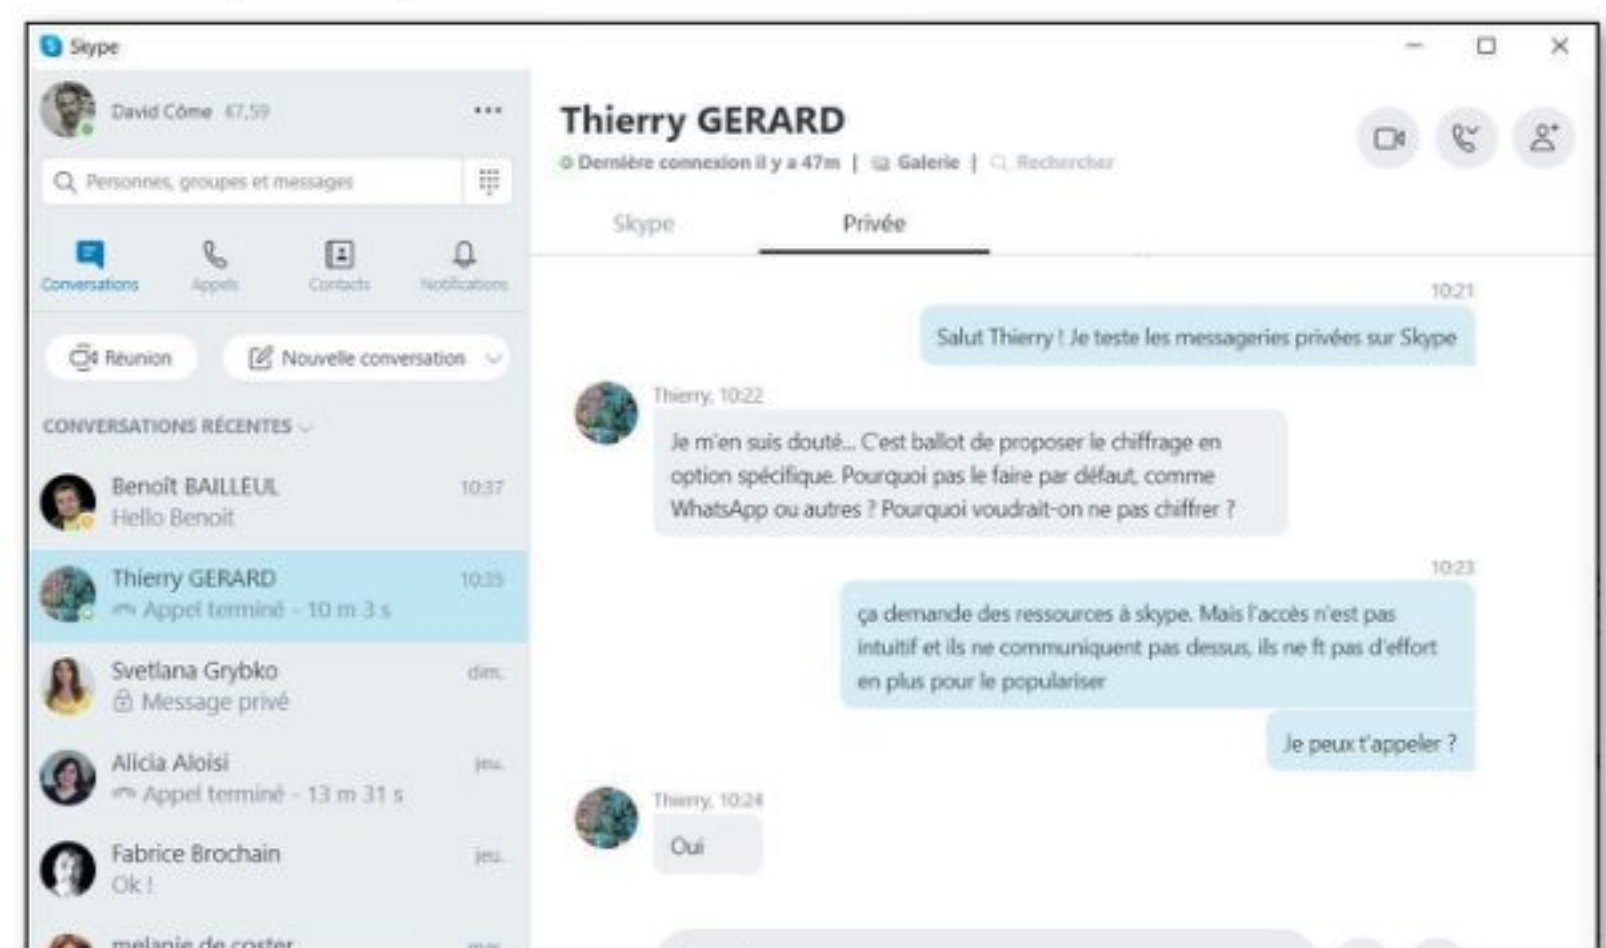 Skype
David Côme €7,59
Personnes, groupes et messages
Conversations
Appels
Contacts
Notifications
Réunion
Nouvelle conversation
CONVERSATIONS RÉCENTES
Benoît BAILLEUL 10:37
Hello Benoit
Thierry GERARD 10:35
Appel terminé - 10 m 3 s
Svetlana Grybko dim.
Message privé
Alicia Aloisi jeu.
Appel terminé - 13 m 31 s
Fabrice Brochain jeu.
Ok !
melanie de coster
Thierry GERARD
Dernière connexion il y a 47m | Galerie | Rechercher
Skype
Privée
10:21
Salut Thierry ! Je teste les messageries privées sur Skype
Thierry, 10:22
Je m'en suis douté... C'est ballot de proposer le chiffrage en
option spécifique. Pourquoi pas le faire par défaut, comme
WhatsApp ou autres ? Pourquoi voudrait-on ne pas chiffrer ?
10:23
ça demande des ressources à skype. Mais l'accès n'est pas
intuitif et ils ne communiquent pas dessus, ils ne ft pas d'effort
en plus pour le populariser
Je peux t'appeler ?
Thierry, 10:24
Oui